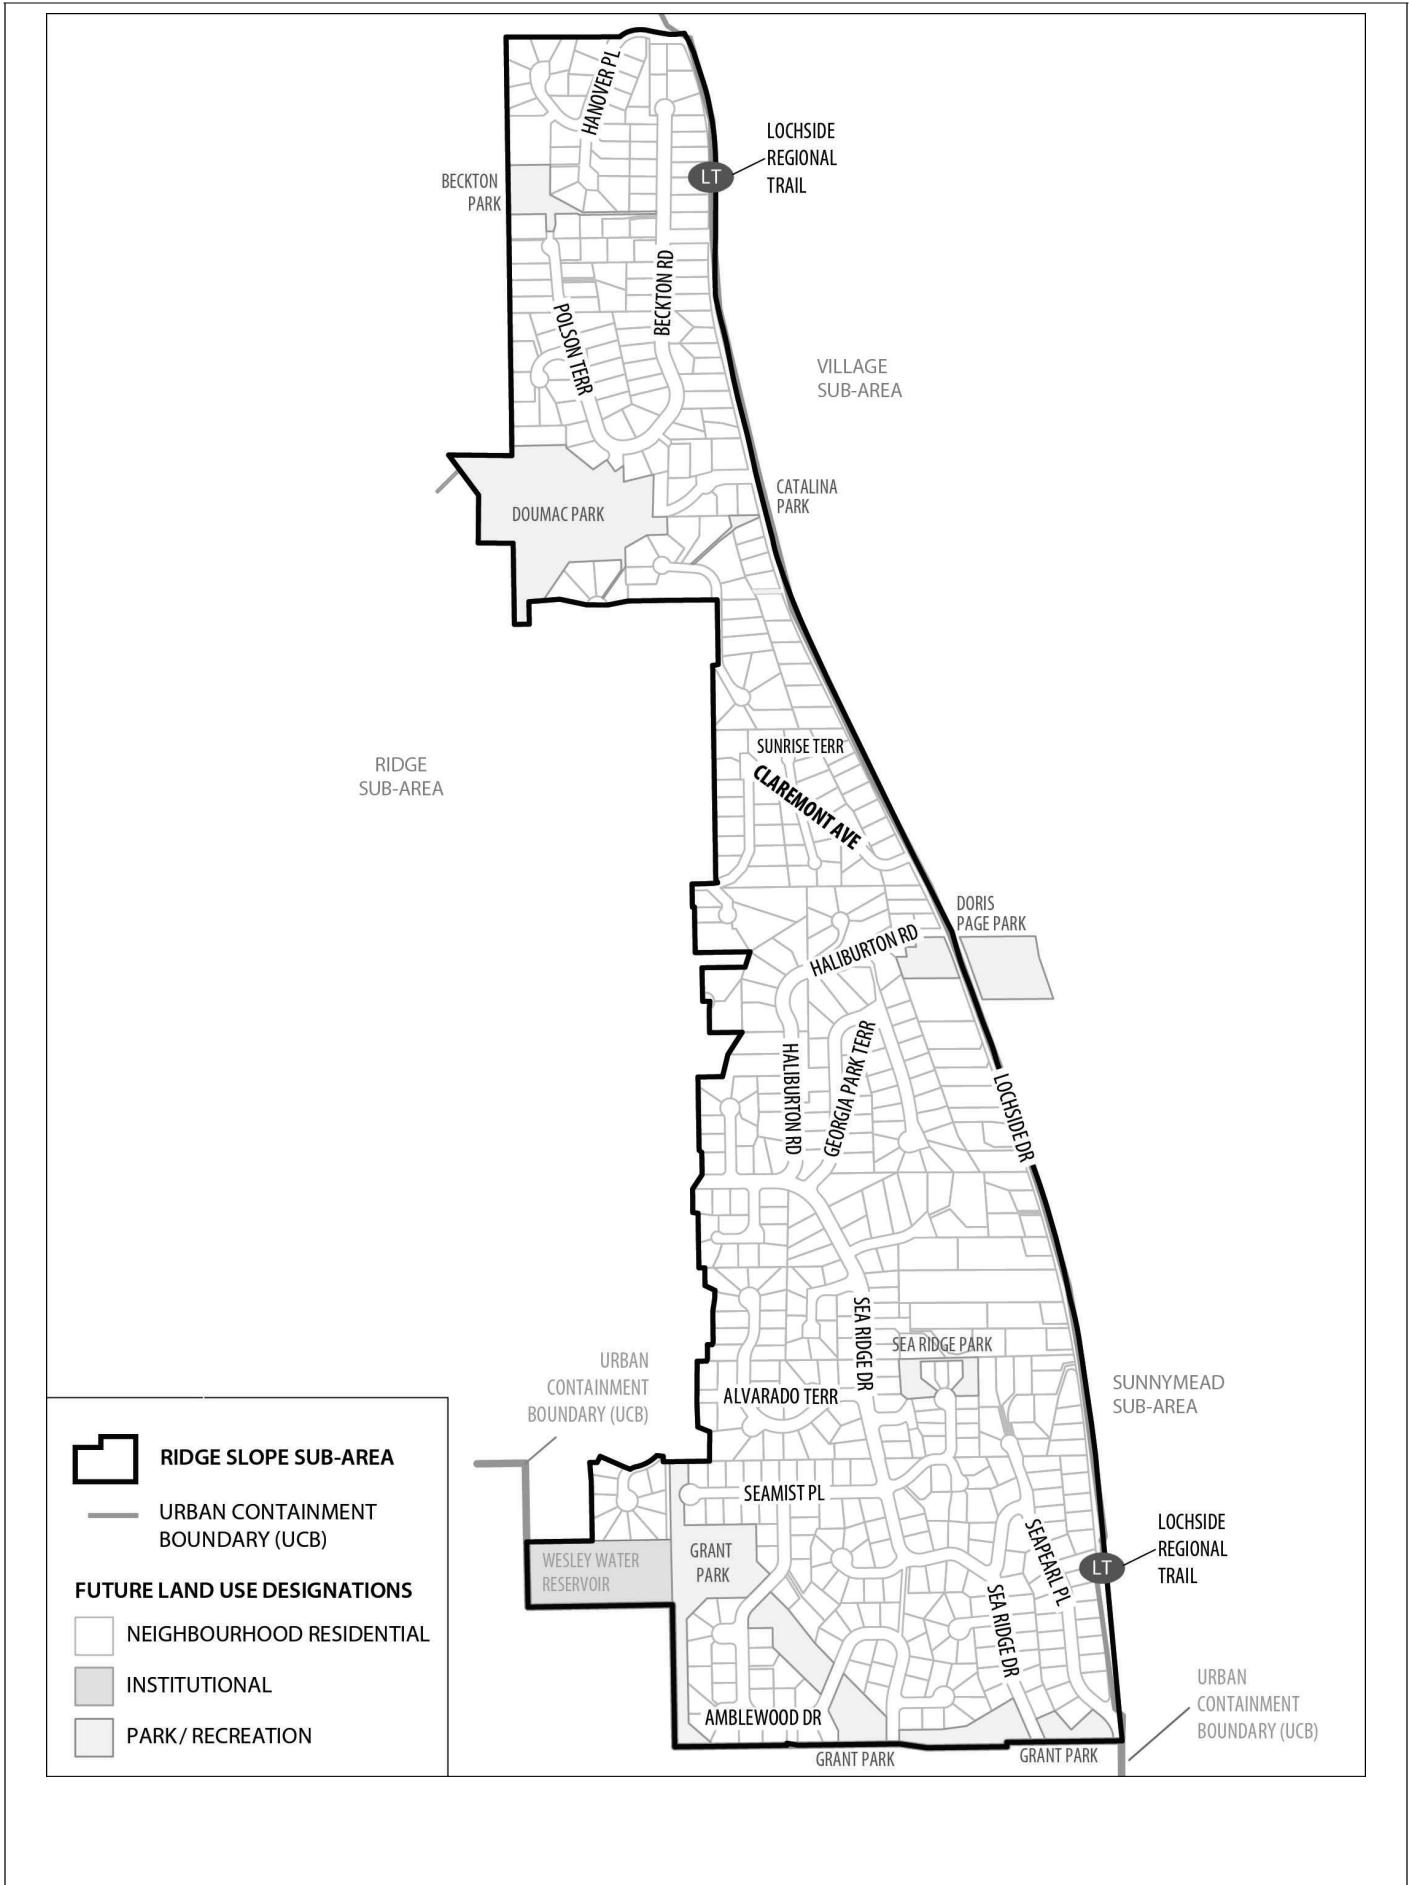 HANOVER PL
LOCHSIDE
REGIONAL
TRAIL
LT
BECKTON
PARK
BECKTON RD
POLSON TERR
VILLAGE
SUB-AREA
CATALINA
PARK
DOUMAC PARK
SUNRISE TERR
RIDGE
SUB-AREA
CLAREMONT AVE
DORIS
PAGE PARK
HALIBURTON RD
HALIBURTON RD
GEORGIA PARK TERR
LOCHSIDE DR
SEA RIDGE DR
SEA RIDGE PARK
URBAN
CONTAINMENT
BOUNDARY (UCB)
ALVARADO TERR
SUNNYMEAD
SUB-AREA
SEAMIST PL
SEAPEARL PL
LOCHSIDE
REGIONAL
TRAIL
LT
WESLEY WATER
RESERVOIR
GRANT
PARK
SEA RIDGE DR
AMBLEWOOD DR
URBAN
CONTAINMENT
BOUNDARY (UCB)
GRANT PARK
GRANT PARK
RIDGE SLOPE SUB-AREA
URBAN CONTAINMENT
BOUNDARY (UCB)
FUTURE LAND USE DESIGNATIONS
NEIGHBOURHOOD RESIDENTIAL
INSTITUTIONAL
PARK / RECREATION